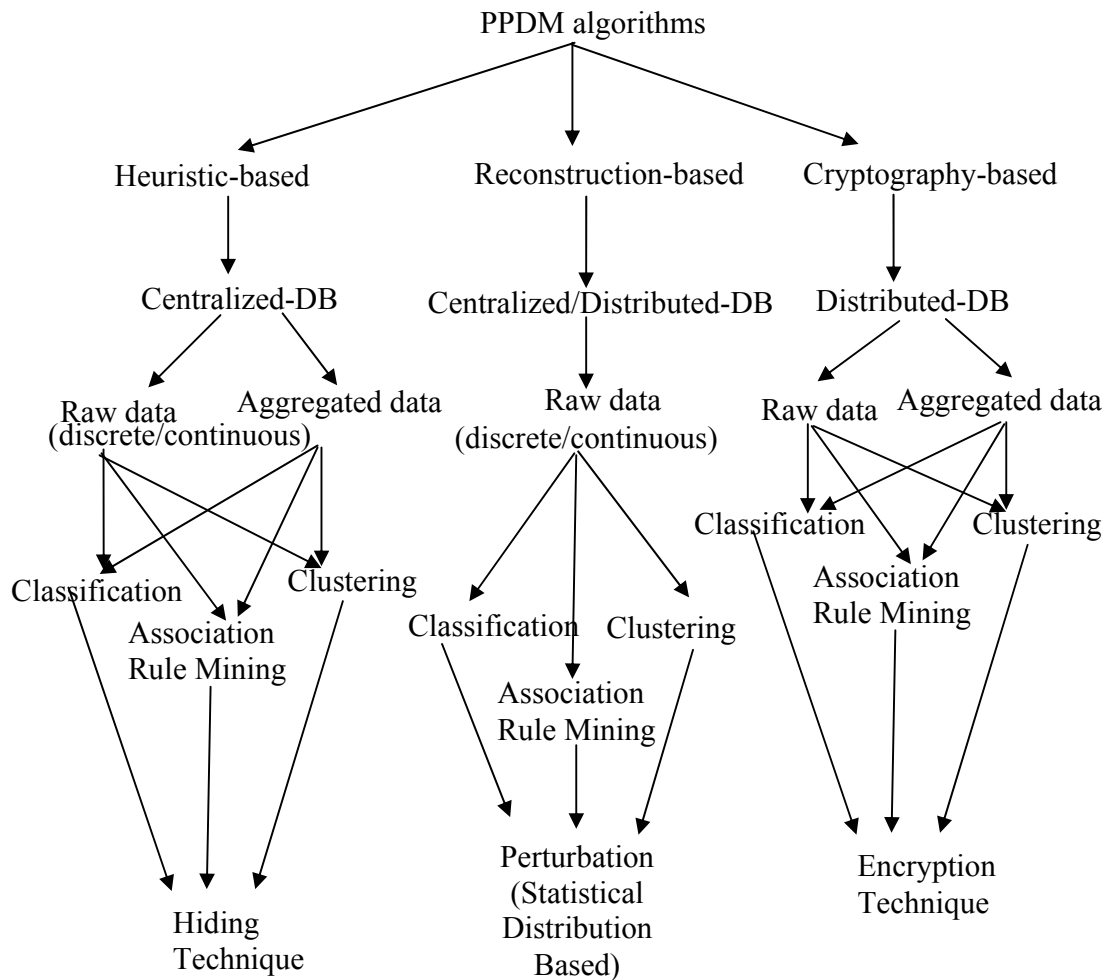 PPDM algorithms
Heuristic-based
Reconstruction-based
Cryptography-based
Centralized-DB
Centralized/Distributed-DB
Distributed-DB
Raw data
(discrete/continuous)
Aggregated data
Raw data
(discrete/continuous)
Raw data
Aggregated data
Classification
Clustering
Association
Rule Mining
Classification
Clustering
Association
Rule Mining
Classification
Clustering
Association
Rule Mining
Hiding
Technique
Perturbation
(Statistical
Distribution
Based)
Encryption
Technique